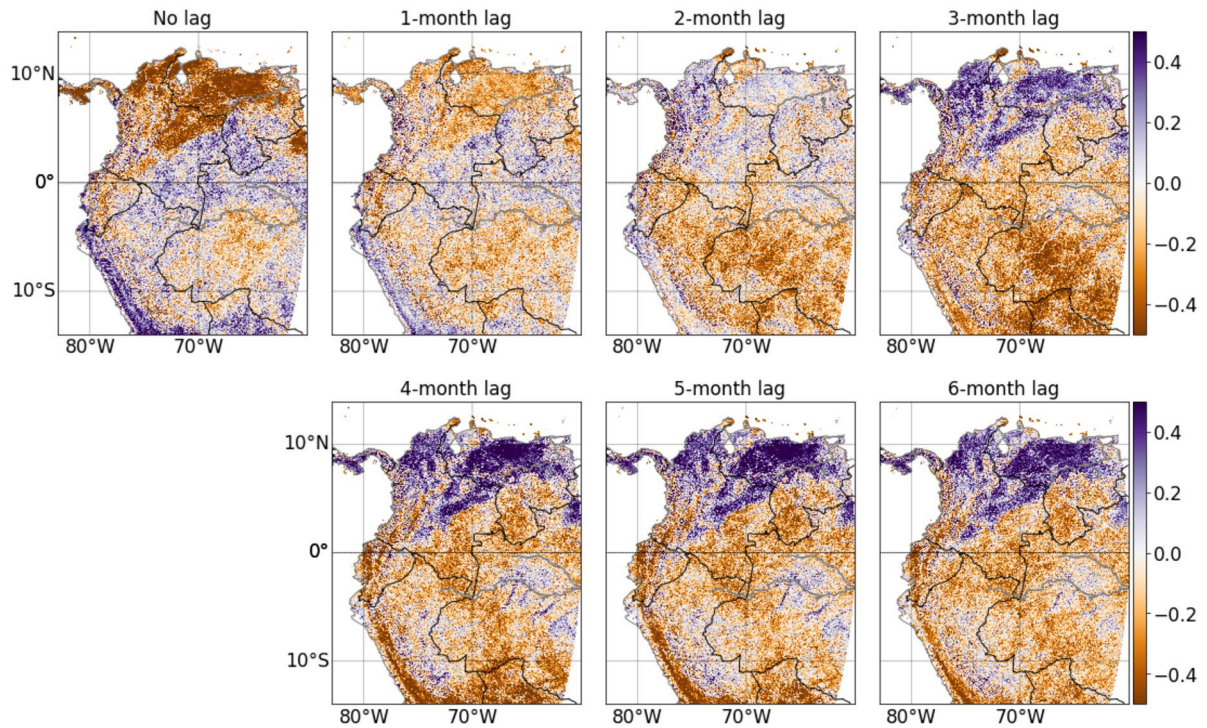 No lag 1-month lag 2-month lag 3-month lag
10°N
0°
10°S
0.4
0.2
0.0
−0.2
−0.4
80°W 70°W 80°W 70°W 80°W 70°W 80°W 70°W
4-month lag 5-month lag 6-month lag
10°N
0°
10°S
0.4
0.2
0.0
−0.2
−0.4
80°W 70°W 80°W 70°W 80°W 70°W